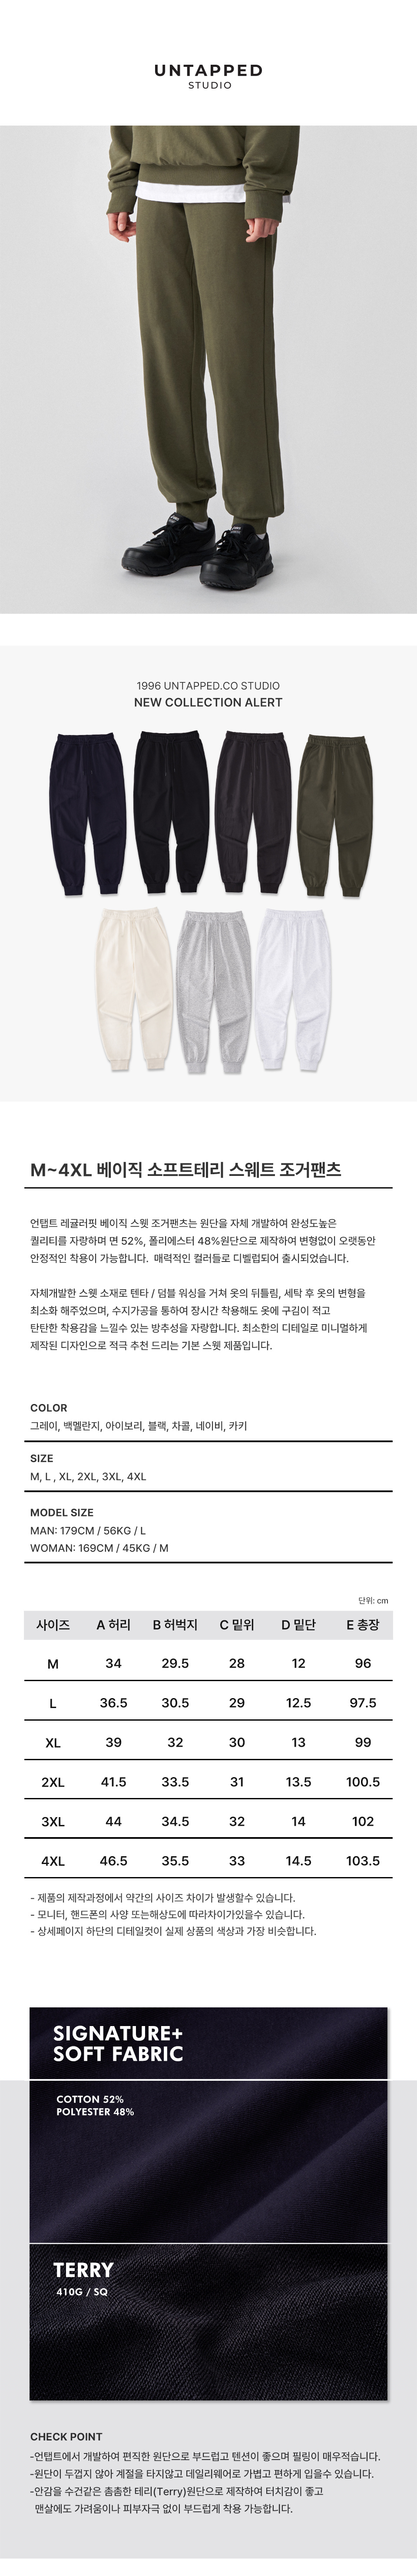 UNTAPPED
STUDIO
1996 UNTAPPED.CO STUDIO
NEW COLLECTION ALERT
M~4XL 베이직 소프트테리 스웨트 조거팬츠
언탭트 레귤러핏 베이직 스웻 조거팬츠는 원단을 자체 개발하여 완성도높은
퀄리티를 자랑하며 면 52%, 폴리에스터 48%원단으로 제작하여 변형없이 오랫동안
안정적인 착용이 가능합니다. 매력적인 컬러들로 디벨럽되어 출시되었습니다.
자체개발한 스웻 소재로 텐타 / 덤블 워싱을 거쳐 옷의 뒤틀림, 세탁 후 옷의 변형을
최소화 해주었으며, 수지가공을 통하여 장시간 착용해도 옷에 구김이 적고
탄탄한 착용감을 느낄수 있는 방추성을 자랑합니다. 최소한의 디테일로 미니멀하게
제작된 디자인으로 적극 추천 드리는 기본 스웻 제품입니다.
COLOR
그레이, 백멜란지, 아이보리, 블랙, 차콜, 네이비, 카키
SIZE
M, L , XL, 2XL, 3XL, 4XL
MODEL SIZE
MAN: 179CM / 56KG / L
WOMAN: 169CM / 45KG / M
단위: cm
사이즈 A 허리 B 허벅지 C 밑위 D 밑단 E 총장
M 34 29.5 28 12 96
L 36.5 30.5 29 12.5 97.5
XL 39 32 30 13 99
2XL 41.5 33.5 31 13.5 100.5
3XL 44 34.5 32 14 102
4XL 46.5 35.5 33 14.5 103.5
- 제품의 제작과정에서 약간의 사이즈 차이가 발생할수 있습니다.
- 모니터, 핸드폰의 사양 또는해상도에 따라차이가있을수 있습니다.
- 상세페이지 하단의 디테일컷이 실제 상품의 색상과 가장 비슷합니다.
SIGNATURE+
SOFT FABRIC
COTTON 52%
POLYESTER 48%
TERRY
410G / SQ
CHECK POINT
-언탭트에서 개발하여 편직한 원단으로 부드럽고 텐션이 좋으며 필링이 매우적습니다.
-원단이 두껍지 않아 계절을 타지않고 데일리웨어로 가볍고 편하게 입을수 있습니다.
-안감을 수건같은 촘촘한 테리(Terry)원단으로 제작하여 터치감이 좋고
맨살에도 가려움이나 피부자극 없이 부드럽게 착용 가능합니다.